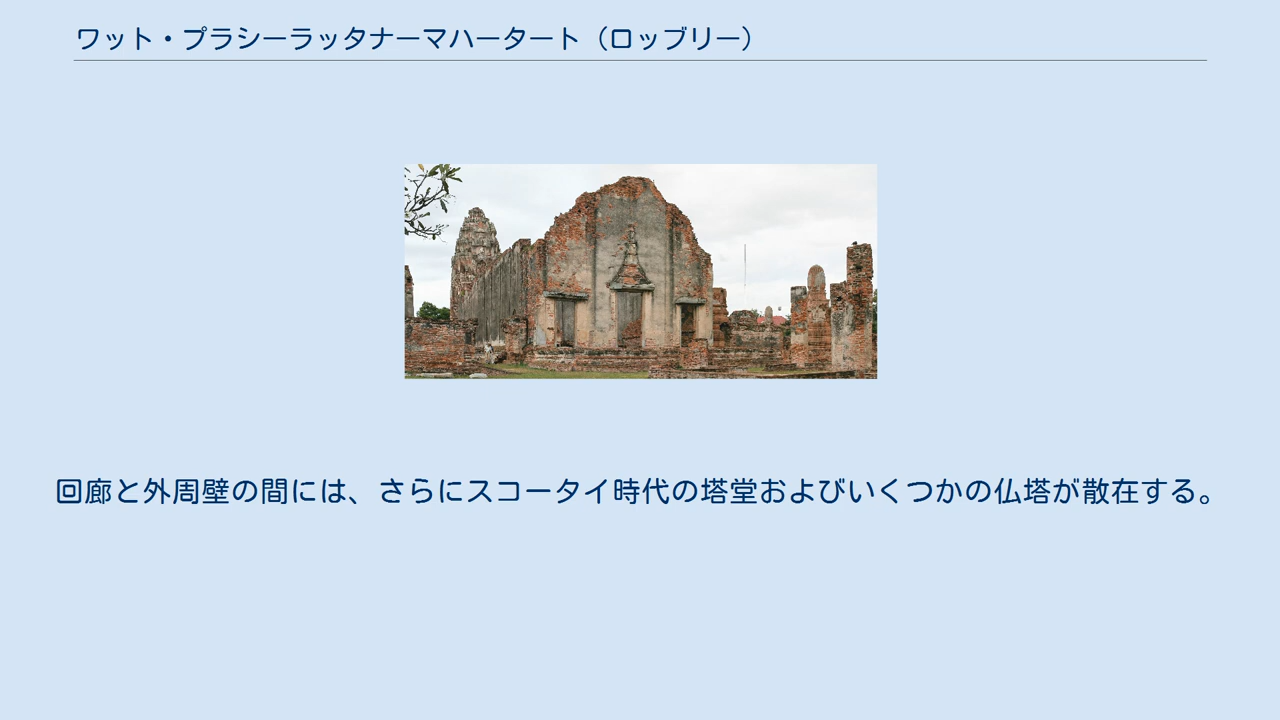 ワット・プラシーラッタナーマハータート（ロッブリー）
回廊と外周壁の間には、さらにスコータイ時代の塔堂およびいくつかの仏塔が散在する。